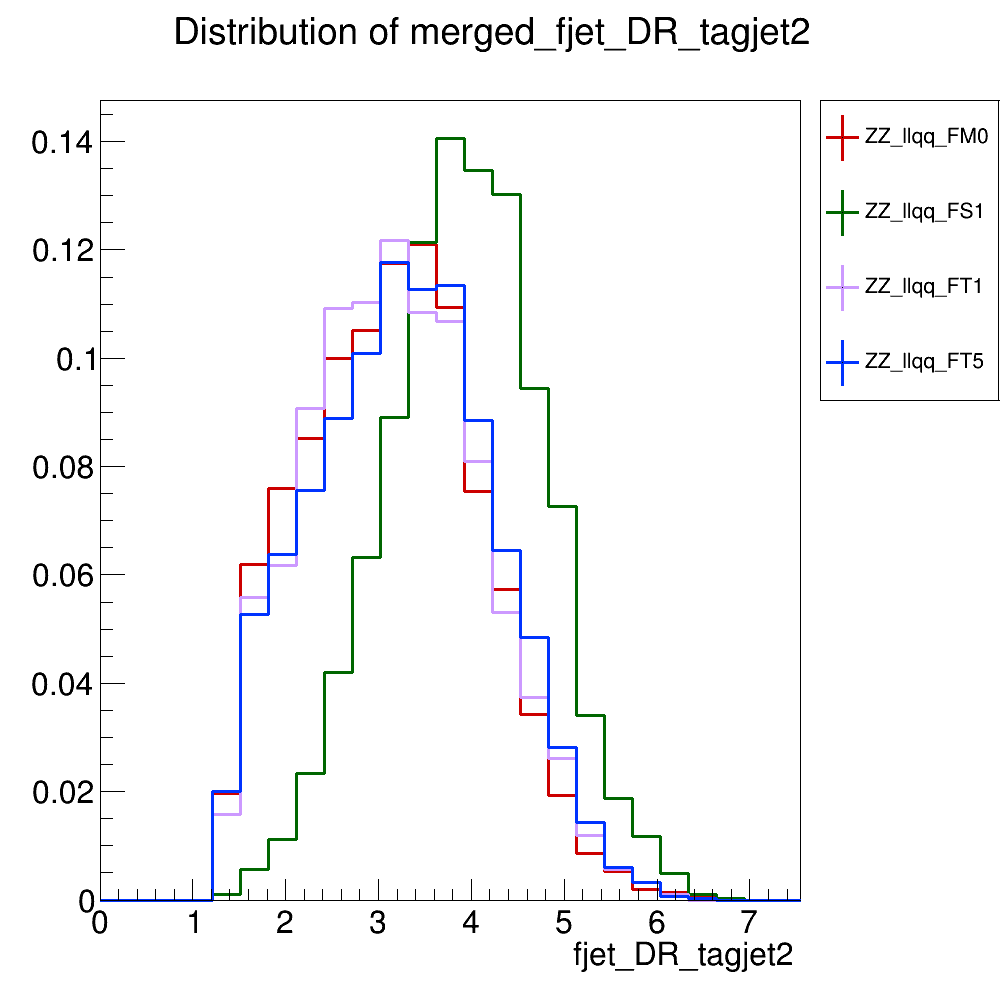 Distribution of merged_fjet_DR_tagjet2
0.14
0.12
0.1
0.08
0.06
0.04
0.02
0
0 1 2 3 4 5 6 7
fjet_DR_tagjet2
ZZ_llqq_FM0
ZZ_llqq_FS1
ZZ_llqq_FT1
ZZ_llqq_FT5